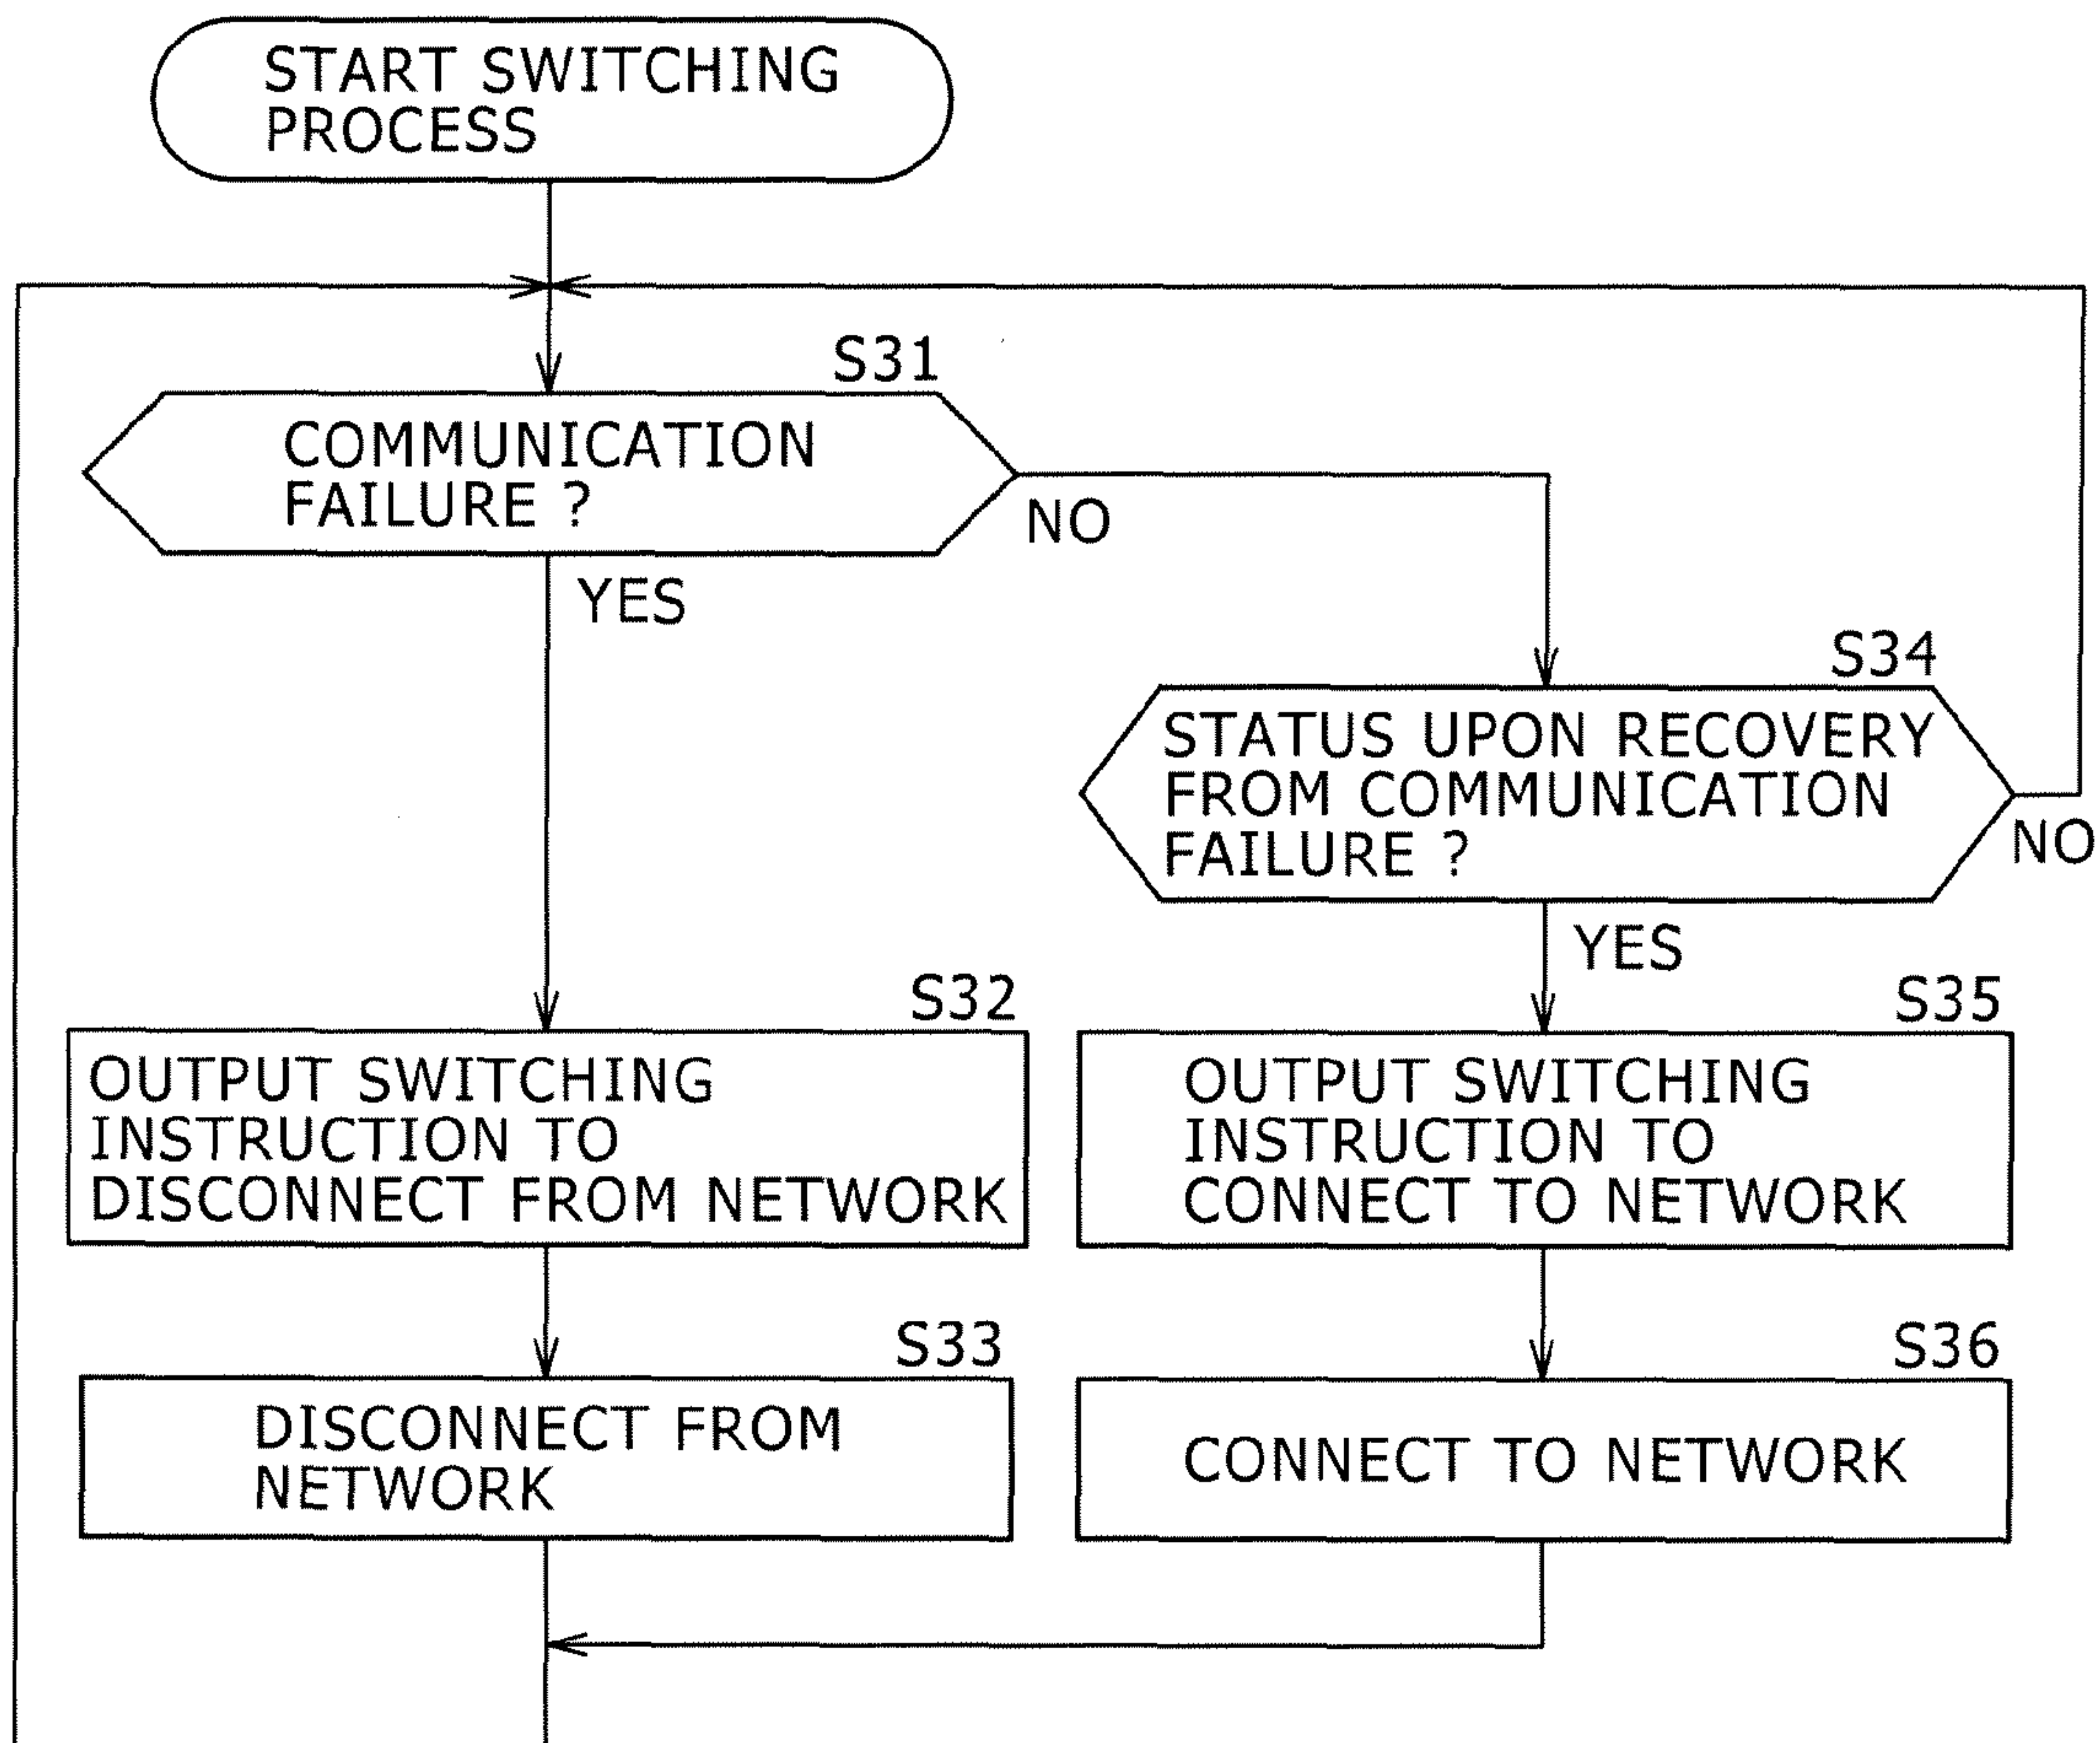 START SWITCHING
PROCESS
S31
COMMUNICATION
FAILURE ?
NO
YES
S34
STATUS UPON RECOVERY
FROM COMMUNICATION
FAILURE ?
NO
YES
S32
OUTPUT SWITCHING
INSTRUCTION TO
DISCONNECT FROM NETWORK
S35
OUTPUT SWITCHING
INSTRUCTION TO
CONNECT TO NETWORK
S33
DISCONNECT FROM
NETWORK
S36
CONNECT TO NETWORK